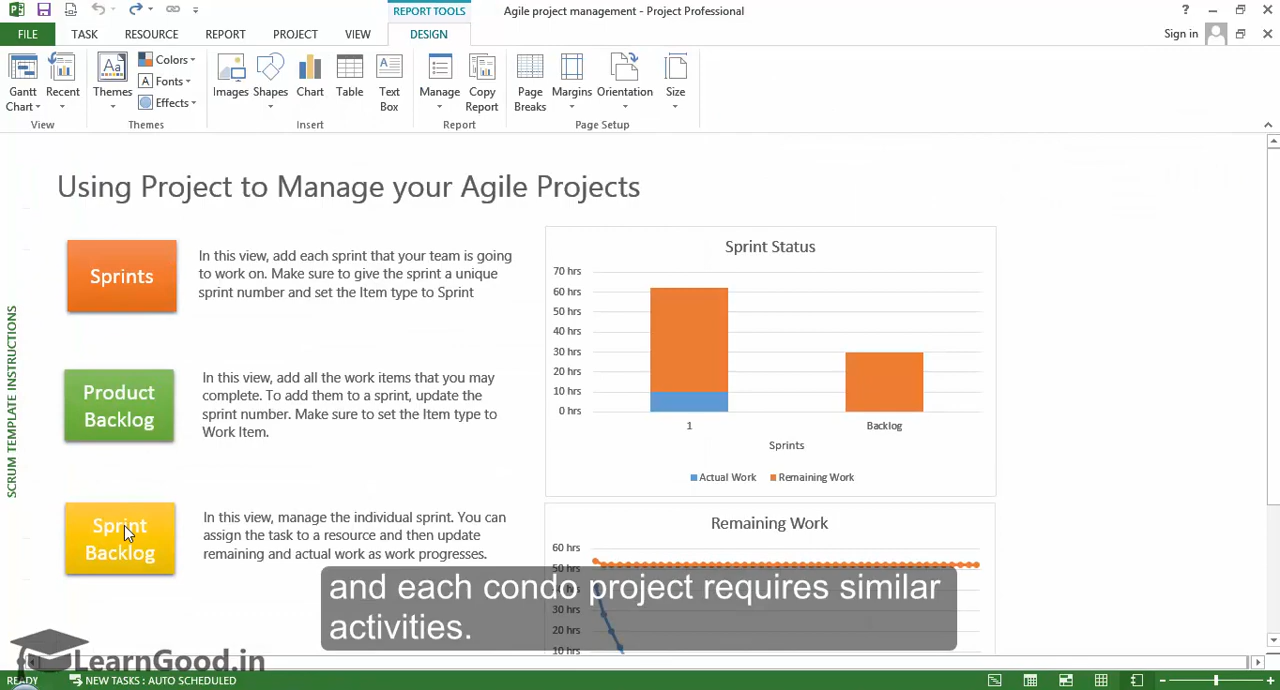 REPORT TOOLS
Agile project management - Project Professional
FILE
TASK
RESOURCE
REPORT
PROJECT
VIEW
DESIGN
Sign in
Gantt
Chart
Recent
View
Themes
Colors
Fonts
Effects
Themes
Images
Shapes
Chart
Table
Text
Box
Insert
Manage
Copy
Report
Report
Page
Breaks
Margins
Orientation
Size
Page Setup
Using Project to Manage your Agile Projects
SCRUM TEMPLATE INSTRUCTIONS
Sprints
In this view, add each sprint that your team is going
to work on. Make sure to give the sprint a unique
sprint number and set the Item type to Sprint
Product
Backlog
In this view, add all the work items that you may
complete. To add them to a sprint, update the
sprint number. Make sure to set the Item type to
Work Item.
Sprint
Backlog
In this view, manage the individual sprint. You can
assign the task to a resource and then update
remaining and actual work as work progresses.
Sprint Status
70 hrs
60 hrs
50 hrs
40 hrs
30 hrs
20 hrs
10 hrs
0 hrs
1
Backlog
Sprints
Actual Work
Remaining Work
Remaining Work
60 hrs
50 hrs
30 hrs
20 hrs
10 hrs
and each condo project requires similar
activities.
LearnGood.in
READY
NEW TASKS : AUTO SCHEDULED